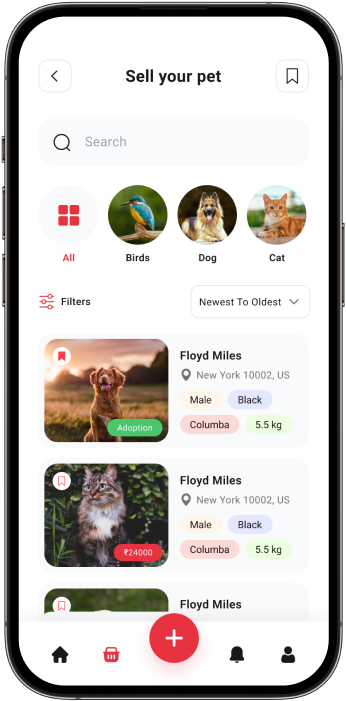 Sell your pet
Search
All
Birds
Dog
Cat
Filters
Newest To Oldest
Floyd Miles
New York 10002, US
Male
Black
Columba
5.5 kg
Adoption
Floyd Miles
New York 10002, US
Male
Black
Columba
5.5 kg
₹24000
Floyd Miles